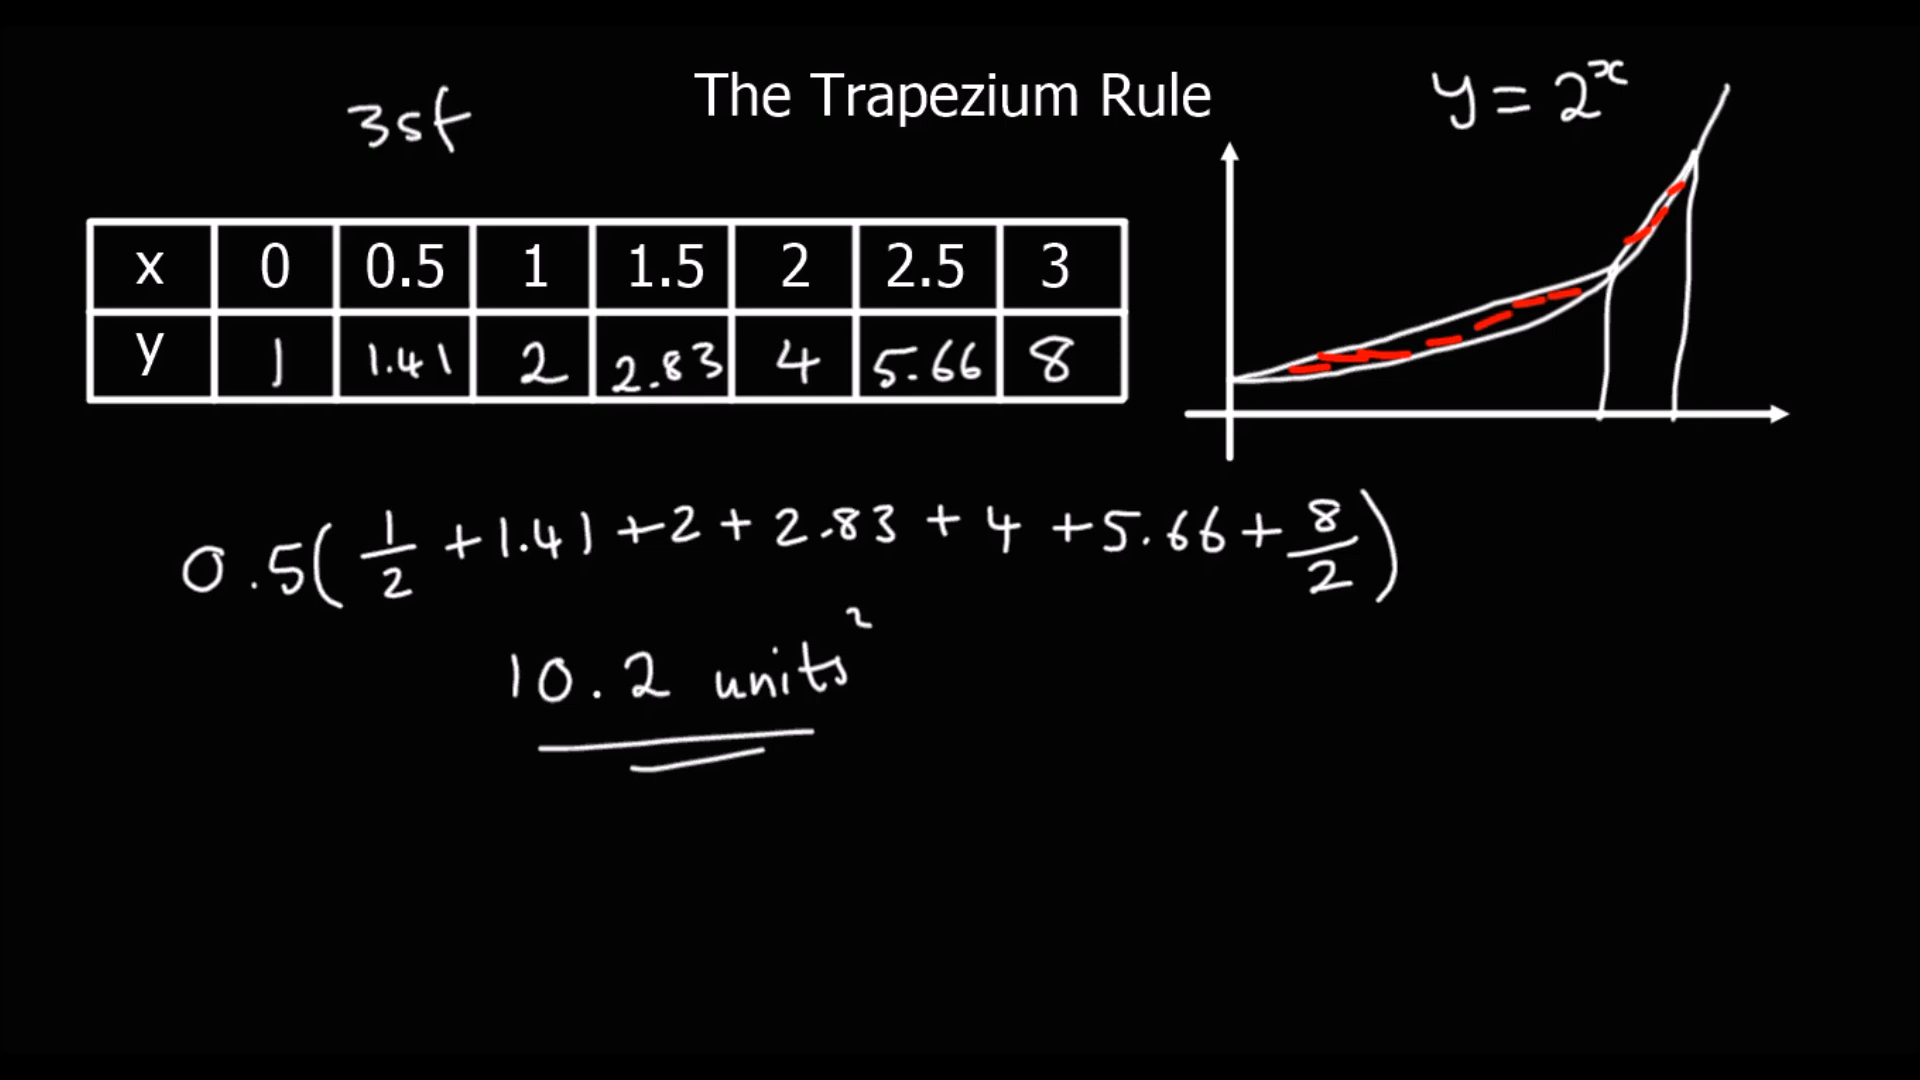 The Trapezium Rule
3sf
y = 2ˣ
x 0 0.5 1 1.5 2 2.5 3
y 1 1.41 2 2.83 4 5.66 8
0.5(1/2 + 1.41 + 2 + 2.83 + 4 + 5.66 + 8/2)
10.2 units²